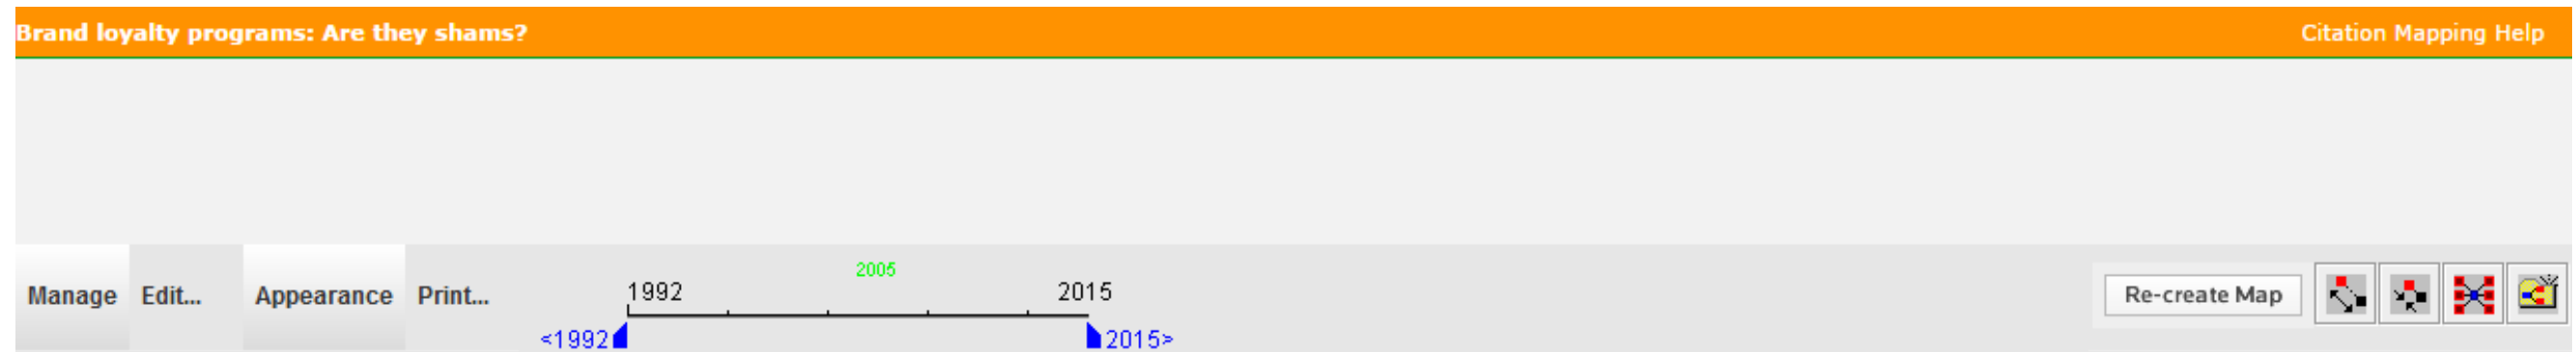 Brand loyalty programs: Are they shams? Citation Mapping Help
2005
Manage Edit... Appearance Print... 1992 2015 Re-create Map
<1992 2015>